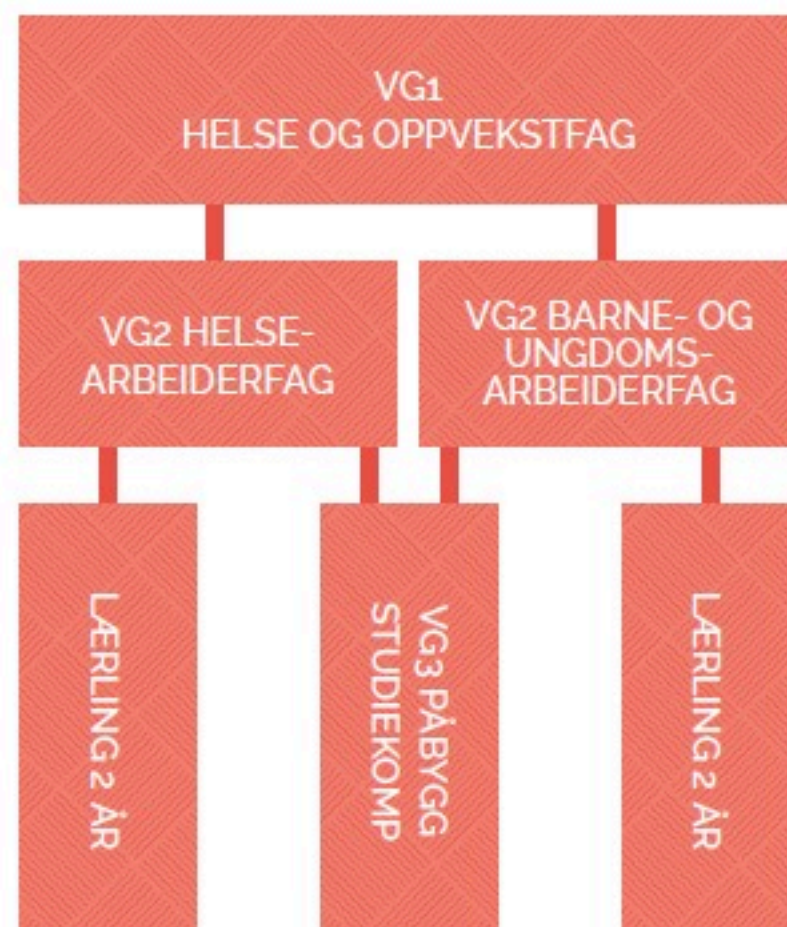 VG1
HELSE OG OPPVEKSTFAG
VG2 HELSE-
ARBEIDERFAG
VG2 BARNE- OG
UNGDOMS-
ARBEIDERFAG
LÆRLING 2 ÅR
VG3 PÅBYGG
STUDIEKOMP
LÆRLING 2 ÅR